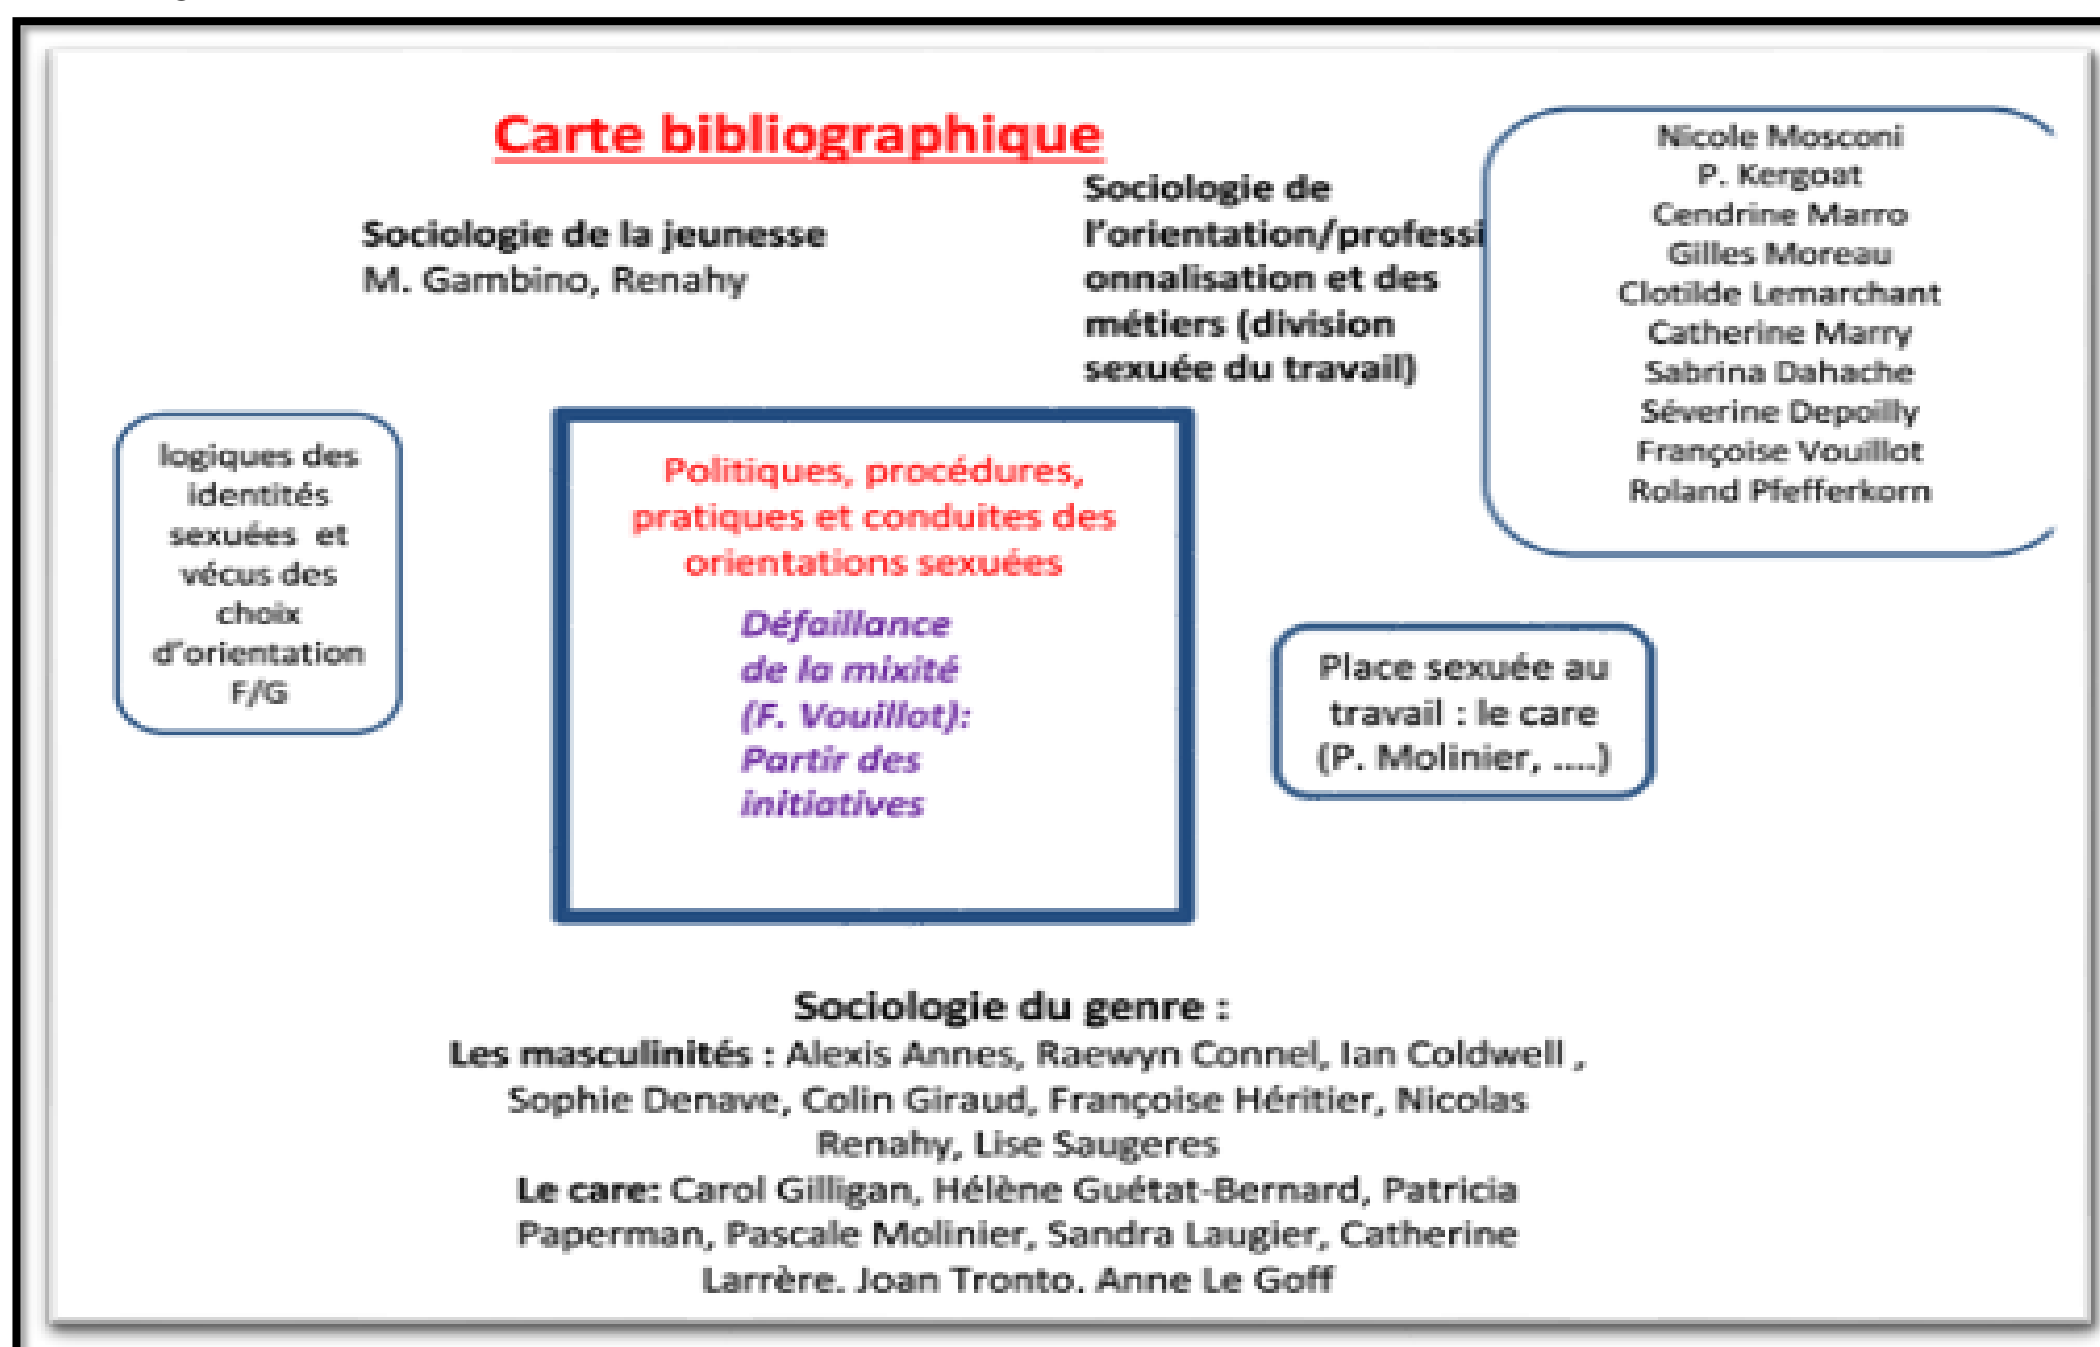 Carte bibliographique
Sociologie de la jeunesse
M. Gambino, Renahy
Sociologie de
l'orientation/professi
onnalisation et des
métiers (division
sexuée du travail)
Nicole Mosconi
P. Kergoat
Cendrine Marro
Gilles Moreau
Clotilde Lemarchant
Catherine Marry
Sabrina Dahache
Séverine Depoilly
Françoise Vouillot
Roland Pfefferkorn
logiques des
identités
sexuées et
vécus des
choix
d'orientation
F/G
Politiques, procédures,
pratiques et conduites des
orientations sexuées
Défaillance
de la mixité
(F. Vouillot):
Partir des
initiatives
Place sexuée au
travail : le care
(P. Molinier, ....)
Sociologie du genre :
Les masculinités : Alexis Annes, Raewyn Connel, Ian Coldwell ,
Sophie Denave, Colin Giraud, Françoise Héritier, Nicolas
Renahy, Lise Saugeres
Le care: Carol Gilligan, Hélène Guétat-Bernard, Patricia
Paperman, Pascale Molinier, Sandra Laugier, Catherine
Larrère. Joan Tronto. Anne Le Goff